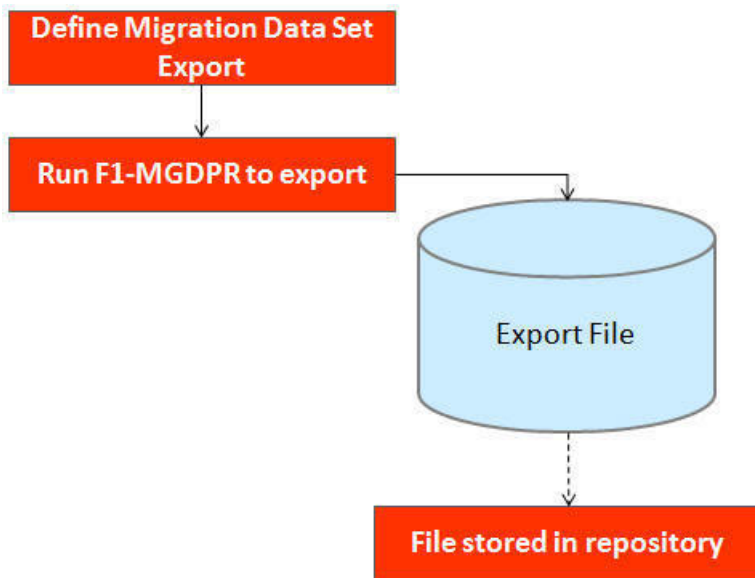 Define Migration Data Set
Export
Run F1-MGDPR to export
Export File
File stored in repository